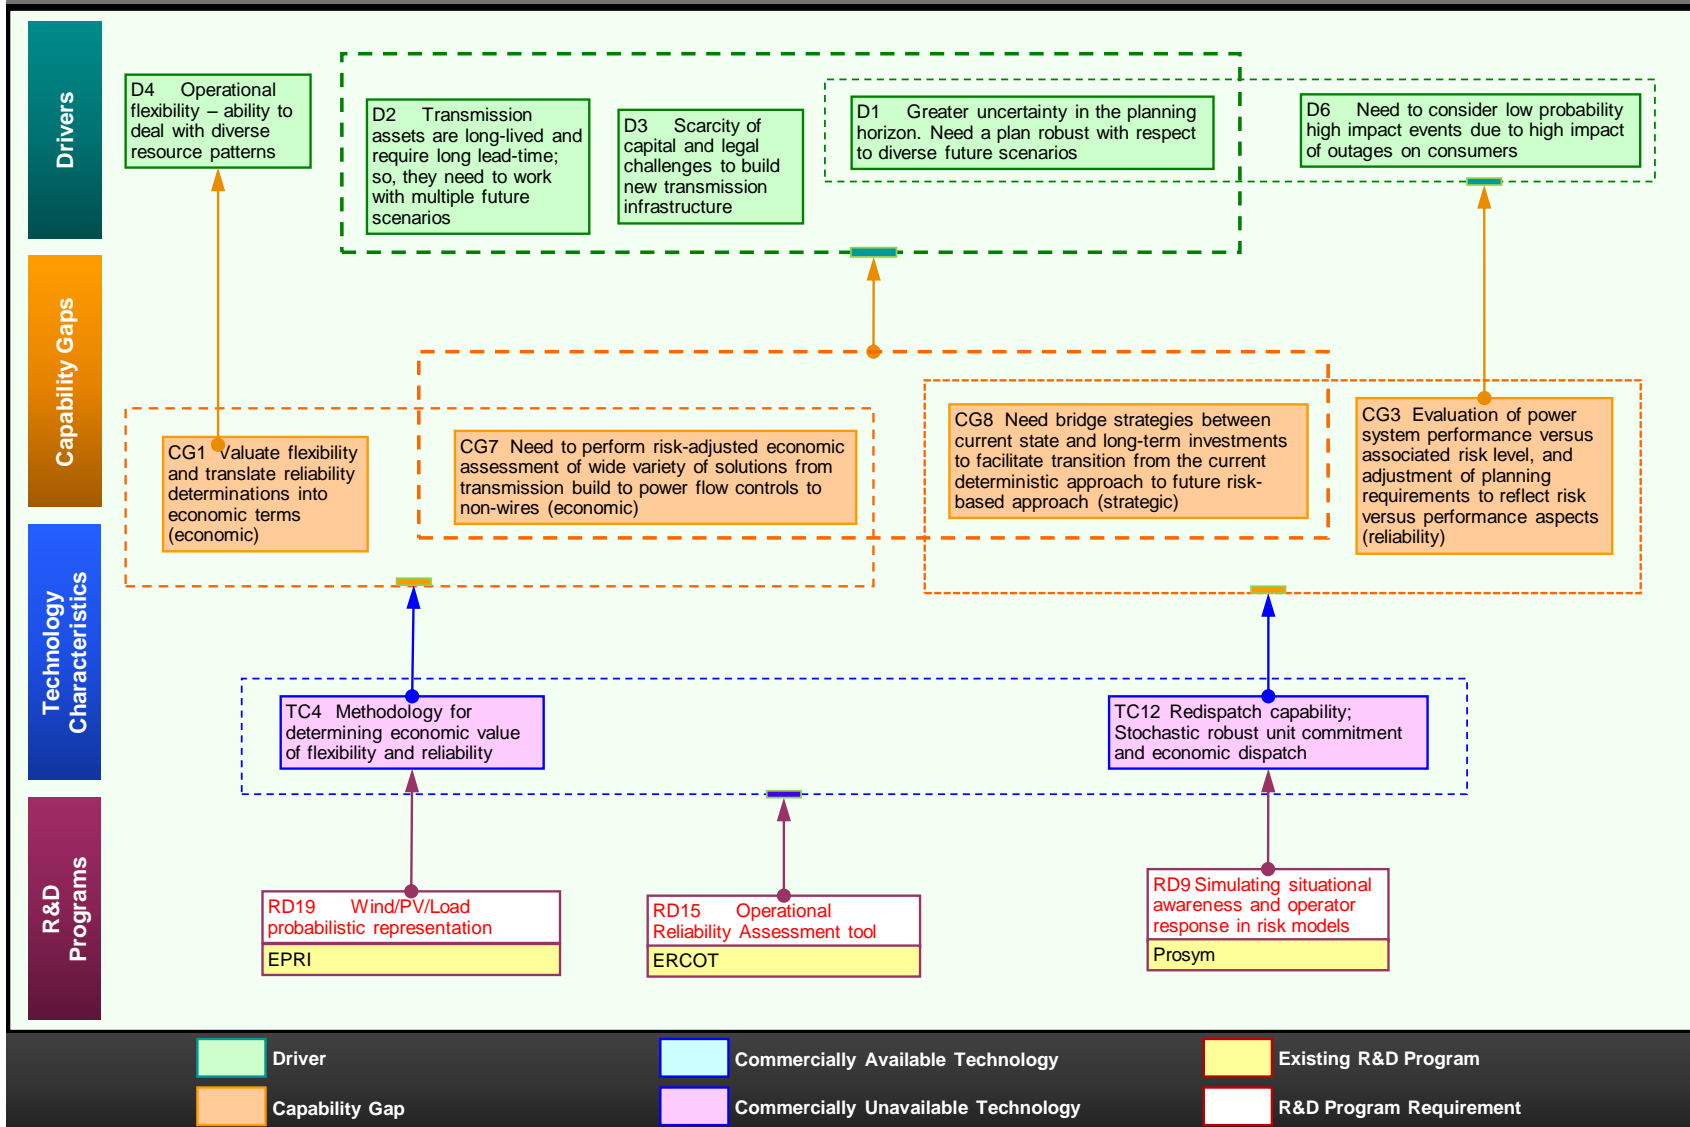 Drivers
D4 Operational
flexibility – ability to
deal with diverse
resource patterns
D2 Transmission
assets are long-lived and
require long lead-time;
so, they need to work
with multiple future
scenarios
D3 Scarcity of
capital and legal
challenges to build
new transmission
infrastructure
D1 Greater uncertainty in the planning
horizon. Need a plan robust with respect
to diverse future scenarios
D6 Need to consider low probability
high impact events due to high impact
of outages on consumers
Capability Gaps
CG1 Valuate flexibility
and translate reliability
determinations into
economic terms
(economic)
CG7 Need to perform risk-adjusted economic
assessment of wide variety of solutions from
transmission build to power flow controls to
non-wires (economic)
CG8 Need bridge strategies between
current state and long-term investments
to facilitate transition from the current
deterministic approach to future risk-
based approach (strategic)
CG3 Evaluation of power
system performance versus
associated risk level, and
adjustment of planning
requirements to reflect risk
versus performance aspects
(reliability)
Technology
Characteristics
TC4 Methodology for
determining economic value
of flexibility and reliability
TC12 Redispatch capability;
Stochastic robust unit commitment
and economic dispatch
R&D
Programs
RD19 Wind/PV/Load
probabilistic representation
EPRI
RD15 Operational
Reliability Assessment tool
ERCOT
RD9 Simulating situational
awareness and operator
response in risk models
Prosym
Driver
Commercially Available Technology
Existing R&D Program
Capability Gap
Commercially Unavailable Technology
R&D Program Requirement